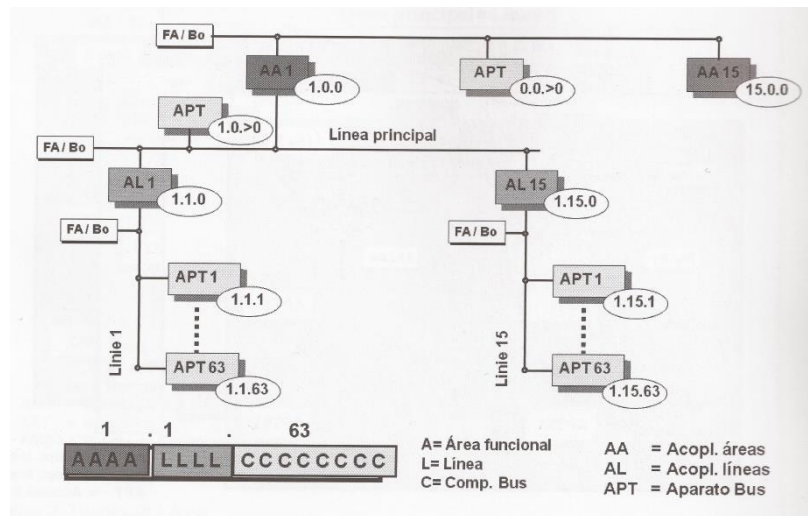 FA / Bo
AA 1
1.0.0
APT
0.0.>0
AA 15
15.0.0
APT
1.0.>0
Línea principal
FA / Bo
AL 1
1.1.0
AL 15
1.15.0
FA / Bo
FA / Bo
APT 1
1.1.1
APT 1
1.15.1
Linie 1
Linie 15
APT 63
1.1.63
APT 63
1.15.63
1 . 1 . 63
A A A A L L L L C C C C C C C C
A= Área funcional
L= Línea
C= Comp. Bus
AA = Acopl. áreas
AL = Acopl. líneas
APT = Aparato Bus